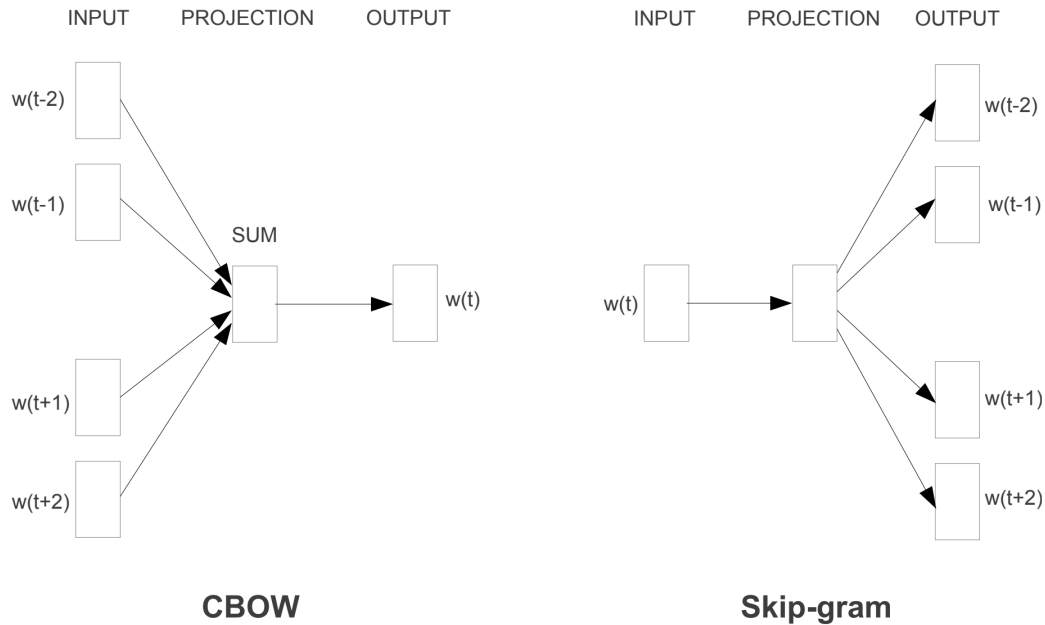 INPUT PROJECTION OUTPUT
w(t-2)
w(t-1)
SUM
w(t)
w(t+1)
w(t+2)
CBOW
INPUT PROJECTION OUTPUT
w(t-2)
w(t-1)
w(t)
w(t+1)
w(t+2)
Skip-gram